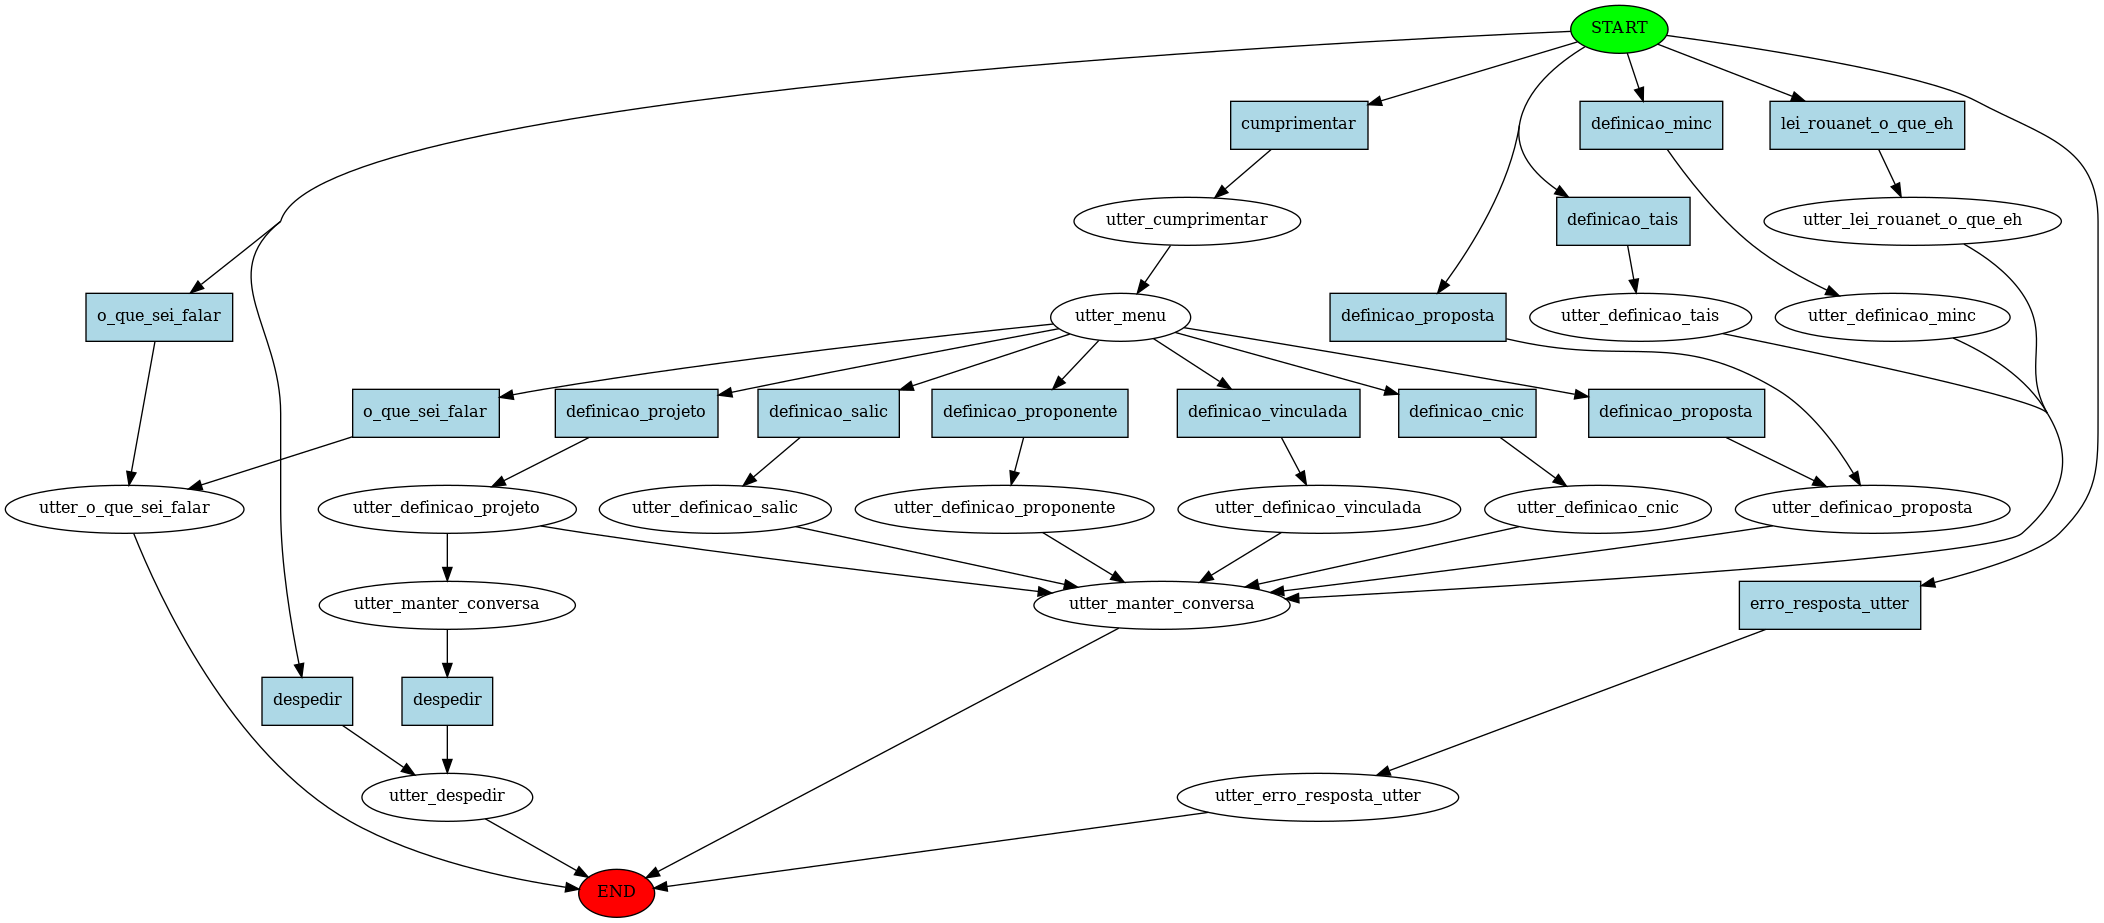 START
cumprimentar
definicao_minc
lei_rouanet_o_que_eh
utter_cumprimentar
definicao_tais
utter_lei_rouanet_o_que_eh
o_que_sei_falar
utter_menu
definicao_proposta
utter_definicao_tais
utter_definicao_minc
o_que_sei_falar
definicao_projeto
definicao_salic
definicao_proponente
definicao_vinculada
definicao_cnic
definicao_proposta
utter_o_que_sei_falar
utter_definicao_projeto
utter_definicao_salic
utter_definicao_proponente
utter_definicao_vinculada
utter_definicao_cnic
utter_definicao_proposta
utter_manter_conversa
utter_manter_conversa
erro_resposta_utter
despedir
despedir
utter_despedir
utter_erro_resposta_utter
END